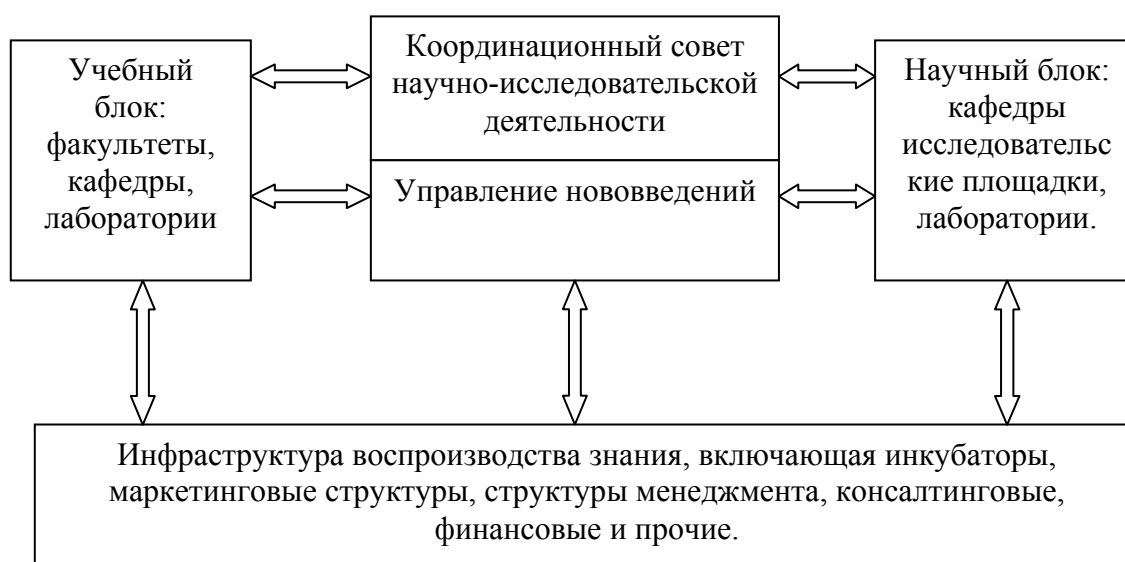 Учебный
блок:
факультеты,
кафедры,
лаборатории
Координационный совет
научно-исследовательской
деятельности
Управление нововведений
Научный блок:
кафедры
исследовательс
кие площадки,
лаборатории.
Инфраструктура воспроизводства знания, включающая инкубаторы,
маркетинговые структуры, структуры менеджмента, консалтинговые,
финансовые и прочие.